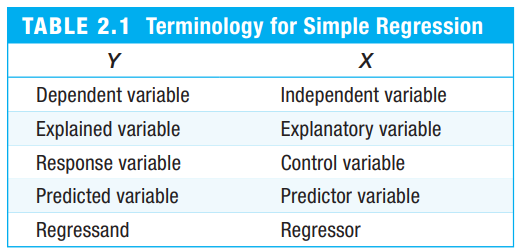 TABLE 2.1 Terminology for Simple Regression
Y X
Dependent variable Independent variable
Explained variable Explanatory variable
Response variable Control variable
Predicted variable Predictor variable
Regressand Regressor